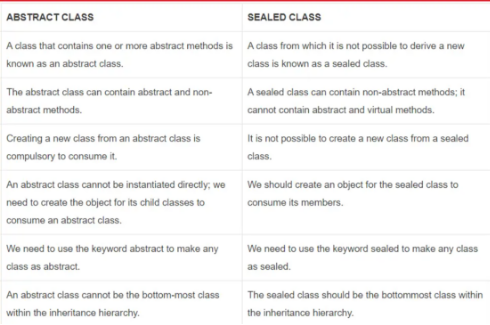 ABSTRACT CLASS
SEALED CLASS
A class that contains one or more abstract methods is
known as an abstract class.
A class from which it is not possible to derive a new
class is known as a sealed class.
The abstract class can contain abstract and non-
abstract methods.
A sealed class can contain non-abstract methods; it
cannot contain abstract and virtual methods.
Creating a new class from an abstract class is
compulsory to consume it.
It is not possible to create a new class from a sealed
class.
An abstract class cannot be instantiated directly; we
need to create the object for its child classes to
consume an abstract class.
We should create an object for the sealed class to
consume its members.
We need to use the keyword abstract to make any
class as abstract.
We need to use the keyword sealed to make any class
as sealed.
An abstract class cannot be the bottom-most class
within the inheritance hierarchy.
The sealed class should be the bottommost class within
the inheritance hierarchy.